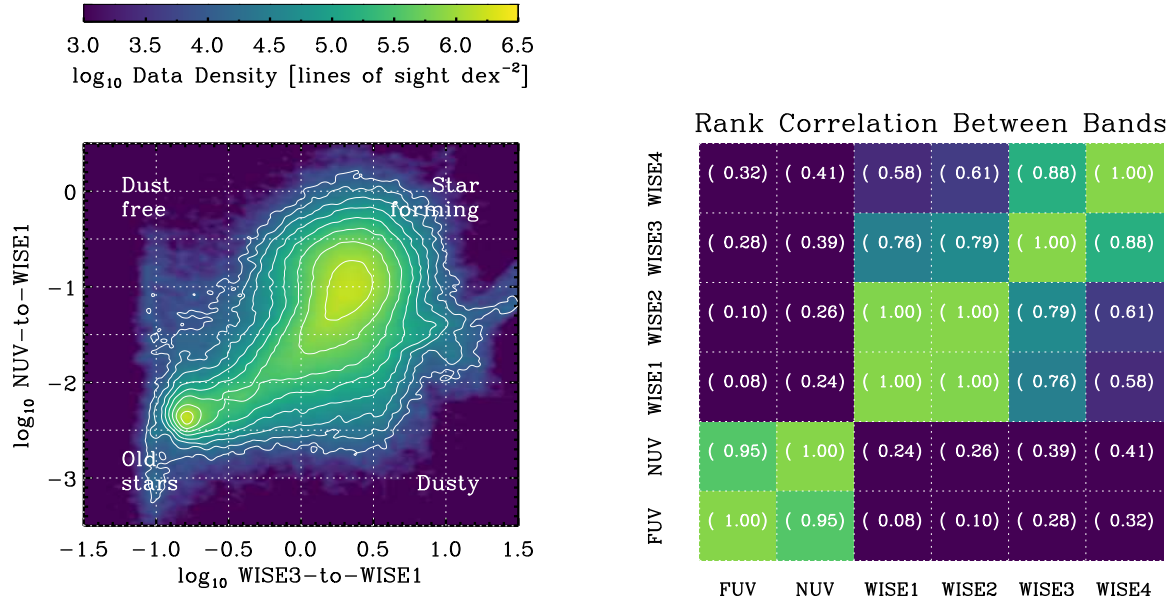 3.0 3.5 4.0 4.5 5.0 5.5 6.0 6.5
log₁₀ Data Density [lines of sight dex⁻²]
Dust
free
Star
forming
Old
stars
Dusty
0
−1
−2
−3
log₁₀ NUV−to−WISE1
−1.5 −1.0 −0.5 0.0 0.5 1.0 1.5
log₁₀ WISE3−to−WISE1
Rank Correlation Between Bands
WISE4 ( 0.32) ( 0.41) ( 0.58) ( 0.61) ( 0.88) ( 1.00)
WISE3 ( 0.28) ( 0.39) ( 0.76) ( 0.79) ( 1.00) ( 0.88)
WISE2 ( 0.10) ( 0.26) ( 1.00) ( 1.00) ( 0.79) ( 0.61)
WISE1 ( 0.08) ( 0.24) ( 1.00) ( 1.00) ( 0.76) ( 0.58)
NUV ( 0.95) ( 1.00) ( 0.24) ( 0.26) ( 0.39) ( 0.41)
FUV ( 1.00) ( 0.95) ( 0.08) ( 0.10) ( 0.28) ( 0.32)
FUV NUV WISE1 WISE2 WISE3 WISE4